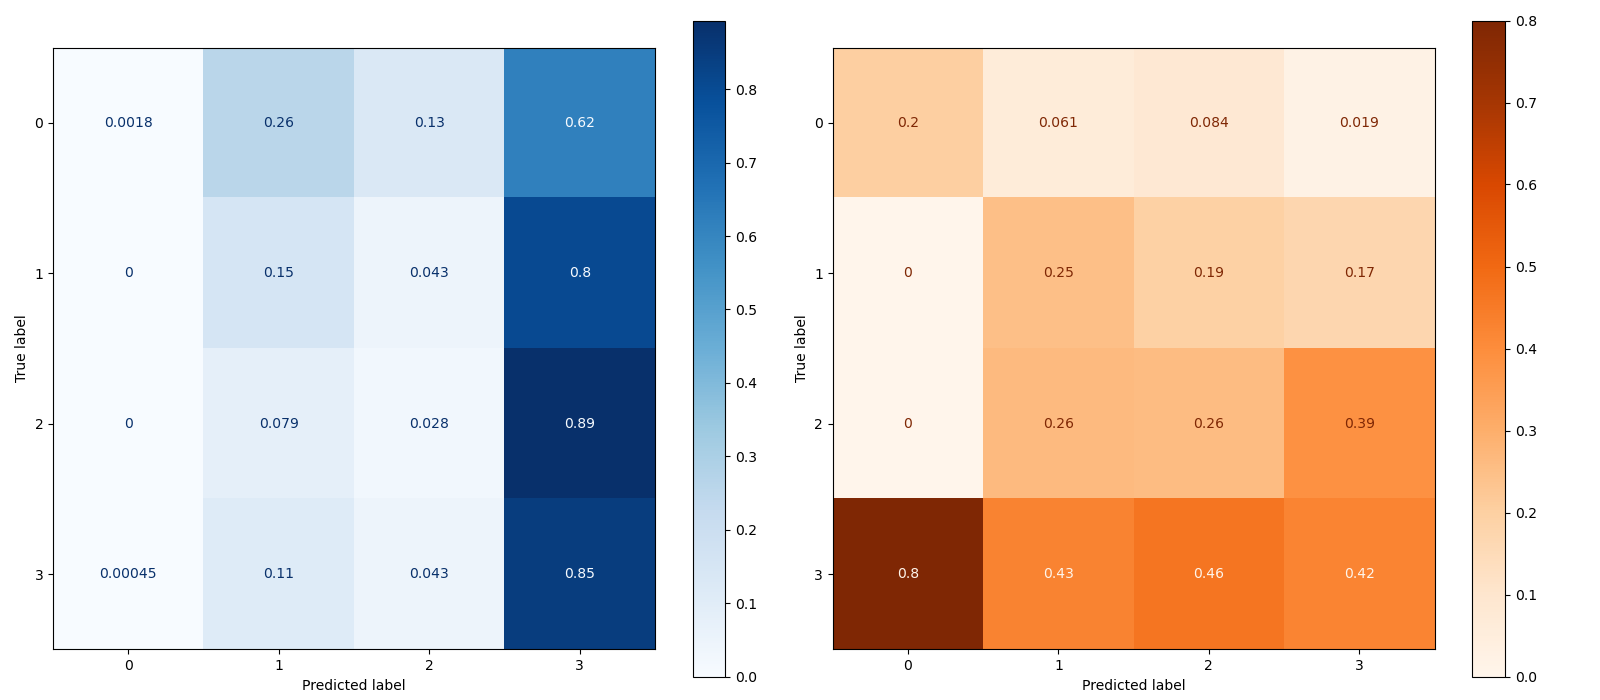 0 0.0018 0.26 0.13 0.62
1 0 0.15 0.043 0.8
2 0 0.079 0.028 0.89
3 0.00045 0.11 0.043 0.85
0 1 2 3
Predicted label
True label
0.8
0.7
0.6
0.5
0.4
0.3
0.2
0.1
0.0
0 0.2 0.061 0.084 0.019
1 0 0.25 0.19 0.17
2 0 0.26 0.26 0.39
3 0.8 0.43 0.46 0.42
0 1 2 3
Predicted label
True label
0.8
0.7
0.6
0.5
0.4
0.3
0.2
0.1
0.0